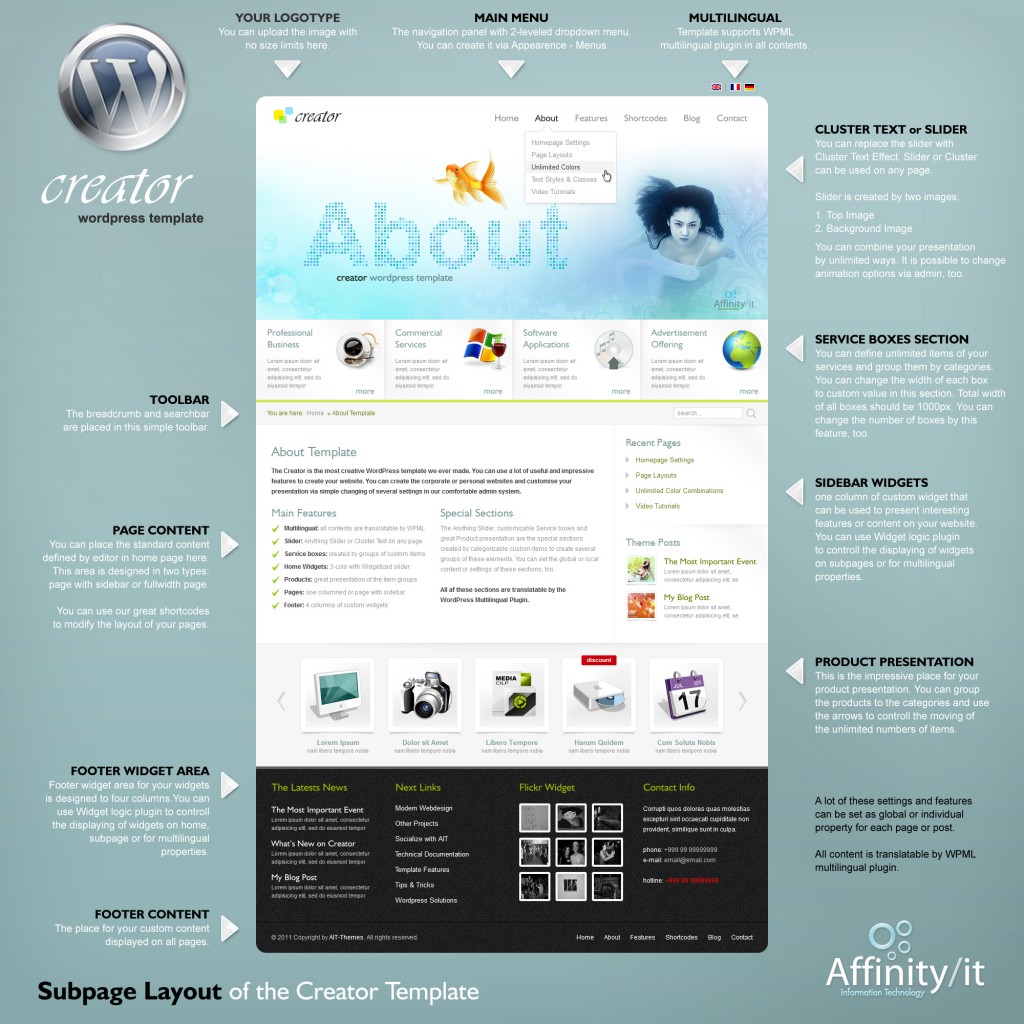 YOUR LOGOTYPE
You can upload the image with
no size limits here.
MAIN MENU
The navigation panel with 2-leveled dropdown menu.
You can create it via Appearence - Menus
MULTILINGUAL
Template supports WPML
multilingual plugin in all contents.
W
creator
wordpress template
creator
Home About Features Shortcodes Blog Contact
Homepage Settings
Page Layouts
Unlimited Colors
Text Styles & Classes
Video Tutorials
About
creator wordpress template
Affinity/it
CLUSTER TEXT or SLIDER
You can replace the slider with
Cluster Text Effect. Slider or Cluster
can be used on any page.
Slider is created by two images:
1. Top Image
2. Background Image
You can combine your presentation
by unlimited ways. It is possible to change
animation options via admin, too.
Professional
Business
Lorem ipsum dolor sit
amet, consectetur
adipisicing elit, sed do
eiusmod tempor
more
Commercial
Services
Lorem ipsum dolor sit
amet, consectetur
adipisicing elit, sed do
eiusmod tempor
more
Software
Applications
Lorem ipsum dolor sit
amet, consectetur
adipisicing elit, sed do
eiusmod tempor
more
Advertisement
Offering
Lorem ipsum dolor sit
amet, consectetur
adipisicing elit, sed do
eiusmod tempor
more
SERVICE BOXES SECTION
You can define unlimited items of your
services and group them by categories.
You can change the width of each box
to custom value in this section. Total width
of all boxes should be 1000px. You can
change the number of boxes by this
feature, too.
TOOLBAR
The breadcrumb and searchbar
are placed in this simple toolbar.
You are here: Home » About Template
search...
About Template
The Creator is the most creative WordPress template we ever made. You can use a lot of useful and impressive
features to create your website. You can create the corporate or personal websites and customise your
presentation via simple changing of several settings in our comfortable admin system.
Main Features
Multilingual: all contents are translatable by WPML
Slider: Anything Slider or Cluster Text on any page
Service boxes: created by groups of custom items
Home Widgets: 3-cols with Widgetized slider
Products: great presentation of the item groups
Pages: one columned or page with sidebar
Footer: 4 columns of custom widgets
Special Sections
The Anything Slider, customizable Service boxes and
great Product presentation are the special sections
created by categorizable custom items to create several
groups of these elements. You can set the global or local
content or settings of these sections, too.
All of these sections are translatable by the
WordPress Multilingual Plugin.
Recent Pages
Homepage Settings
Page Layouts
Unlimited Color Combinations
Video Tutorials
Theme Posts
The Most Important Event
Lorem ipsum dolor sit amet,
consectetur adipisicing elit, se
My Blog Post
Lorem ipsum dolor sit amet,
consectetur adipisicing elit, se
SIDEBAR WIDGETS
one column of custom widget that
can be used to present interesting
features or content on your website.
You can use Widget logic plugin
to controll the displaying of widgets
on subpages or for multilingual
properties.
PAGE CONTENT
You can place the standard content
defined by editor in home page here.
This area is designed in two types:
page with sidebar or fullwidth page.
You can use our great shortcodes
to modify the layout of your pages.
discount
MEDIA
CLIP
JUL
17
Lorem Ipsum
nam libero tempore nobis
Dolor sit Amet
nam libero tempore nobis
Libero Tempore
nam libero tempore nobis
Harum Quidem
nam libero tempore nobis
Cum Soluta Nobis
nam libero tempore nobis
PRODUCT PRESENTATION
This is the impressive place for your
product presentation. You can group
the products to the categories and use
the arrows to controll the moving of
the unlimited numbers of items.
FOOTER WIDGET AREA
Footer widget area for your widgets
is designed to four columns.You can
use Widget logic plugin to controll
the displaying of widgets on home,
subpage or for multilingual
properties.
The Latests News
The Most Important Event
Lorem ipsum dolor sit amet, consectetur
adipisicing elit, sed do eiusmod tempor
What's New on Creator
Lorem ipsum dolor sit amet, consectetur
adipisicing elit, sed do eiusmod tempor
My Blog Post
Lorem ipsum dolor sit amet, consectetur
adipisicing elit, sed do eiusmod tempor
Next Links
Modern Webdesign
Other Projects
Socialize with AIT
Technical Documentation
Template Features
Tips & Tricks
Wordpress Solutions
Flickr Widget
Contact Info
Corrupti quos dolores quas molestias
excepturi sint occaecati cupiditate non
provident, similique sunt in culpa.
phone: +999 99 99999999
e-mail: email@email.com
hotline: +999 99 99999999
A lot of these settings and features
can be set as global or individual
property for each page or post.
All content is translatable by WPML
multilingual plugin.
FOOTER CONTENT
The place for your custom content
displayed on all pages.
© 2011 Copyright by AIT-Themes. All rights reserved.
Home About Features Shortcodes Blog Contact
Subpage Layout of the Creator Template
Affinity/it
Information Technology